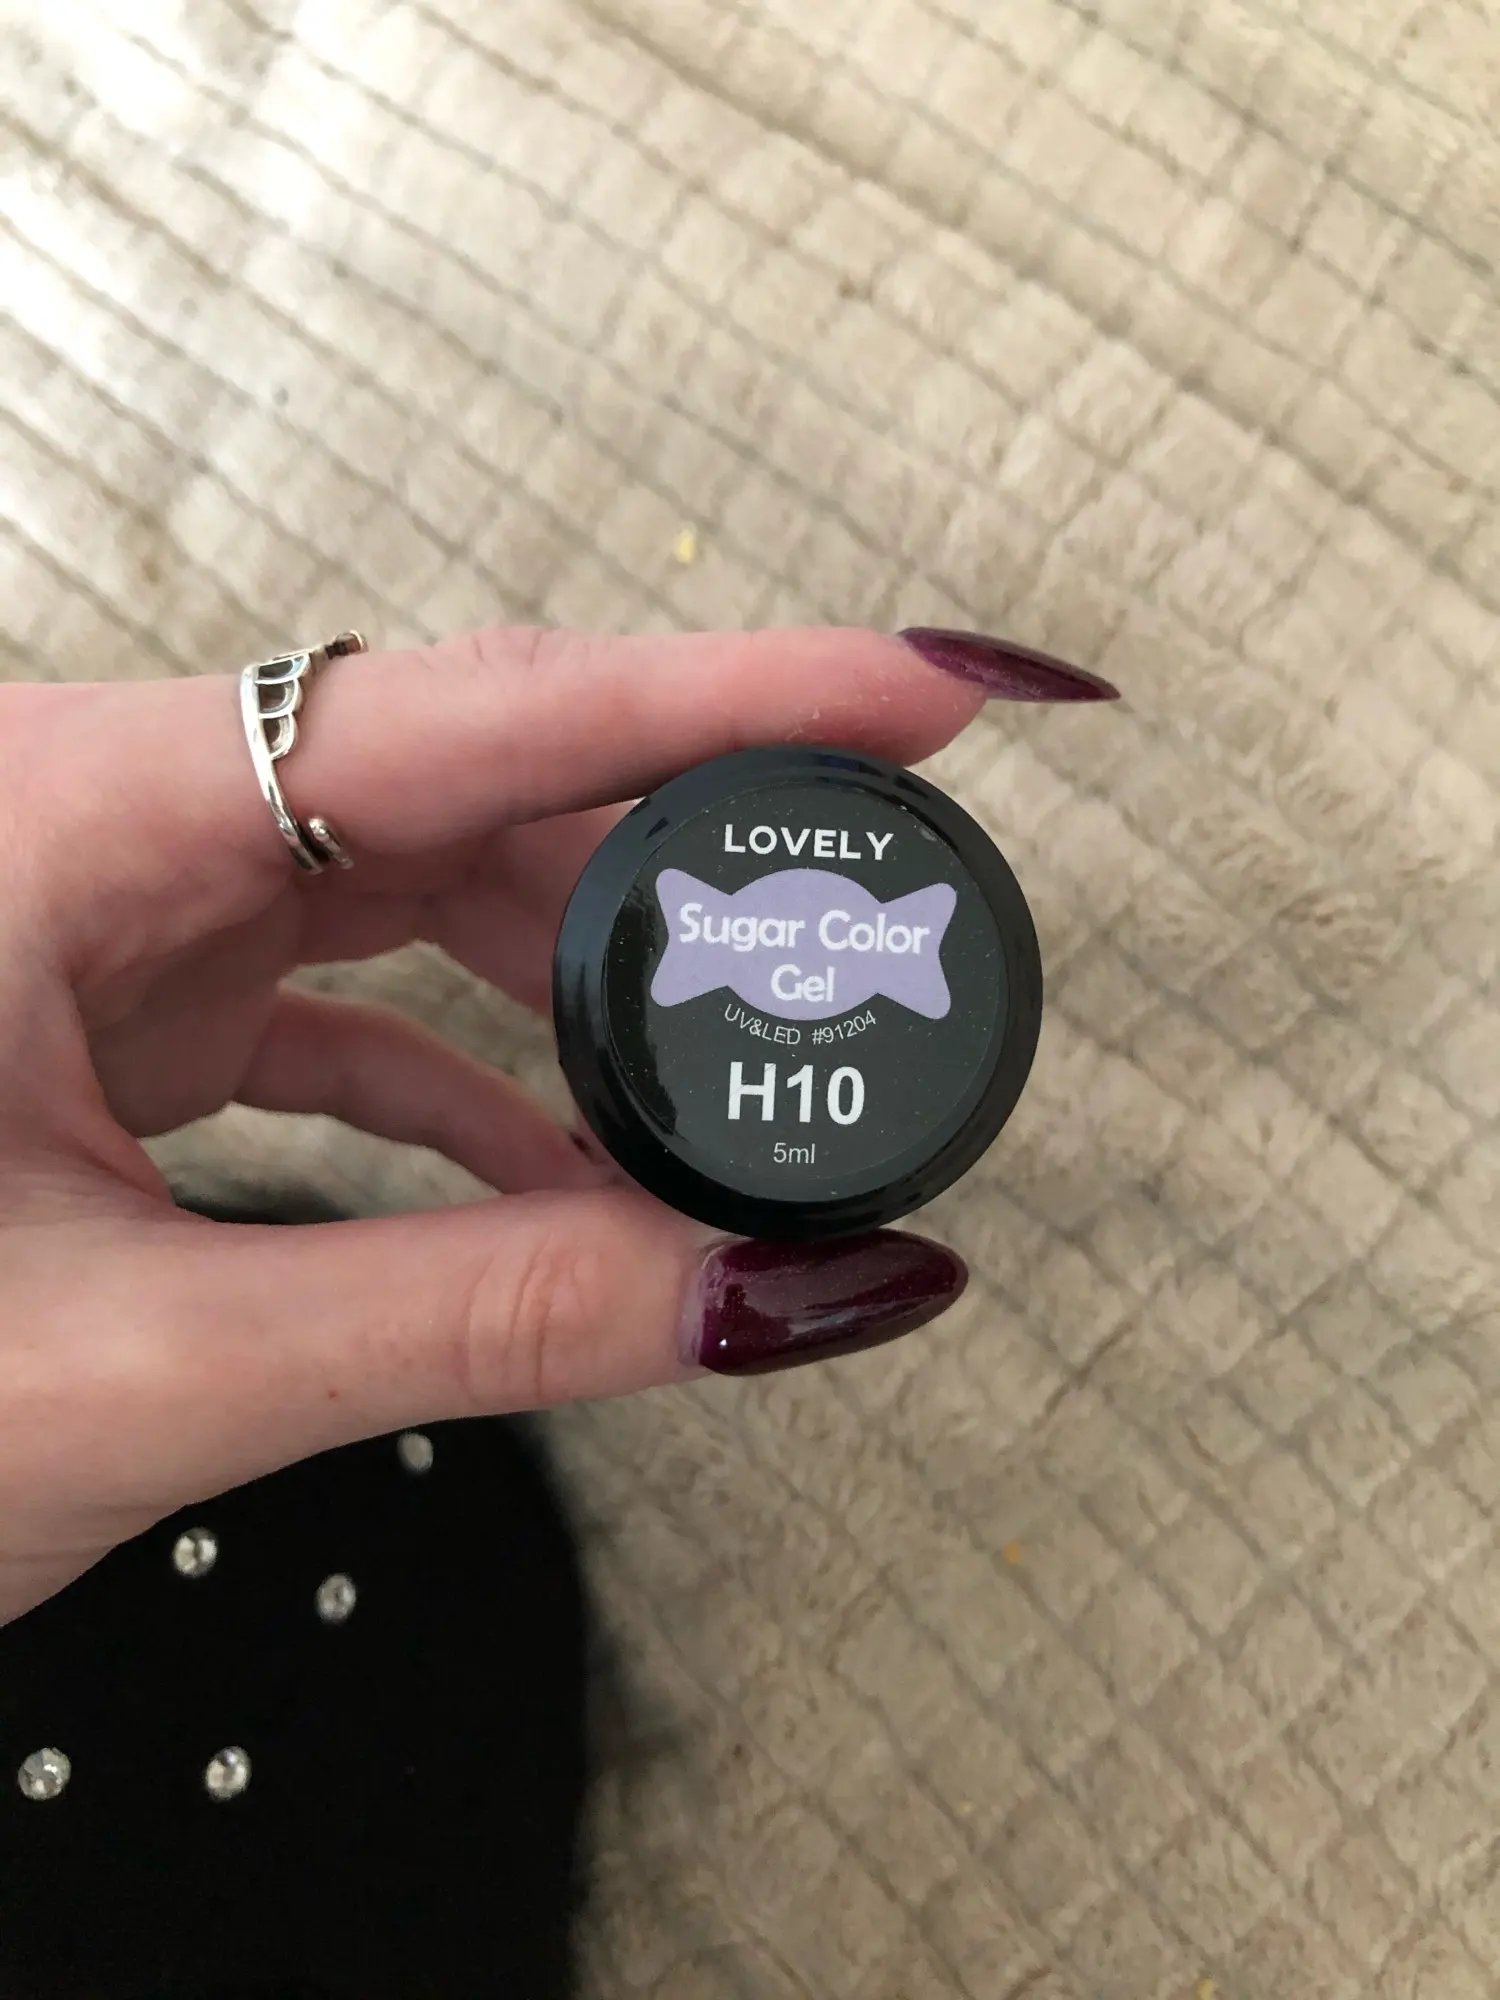 LOVELY
Sugar Color
Gel
UV&LED #91204
H10
5ml